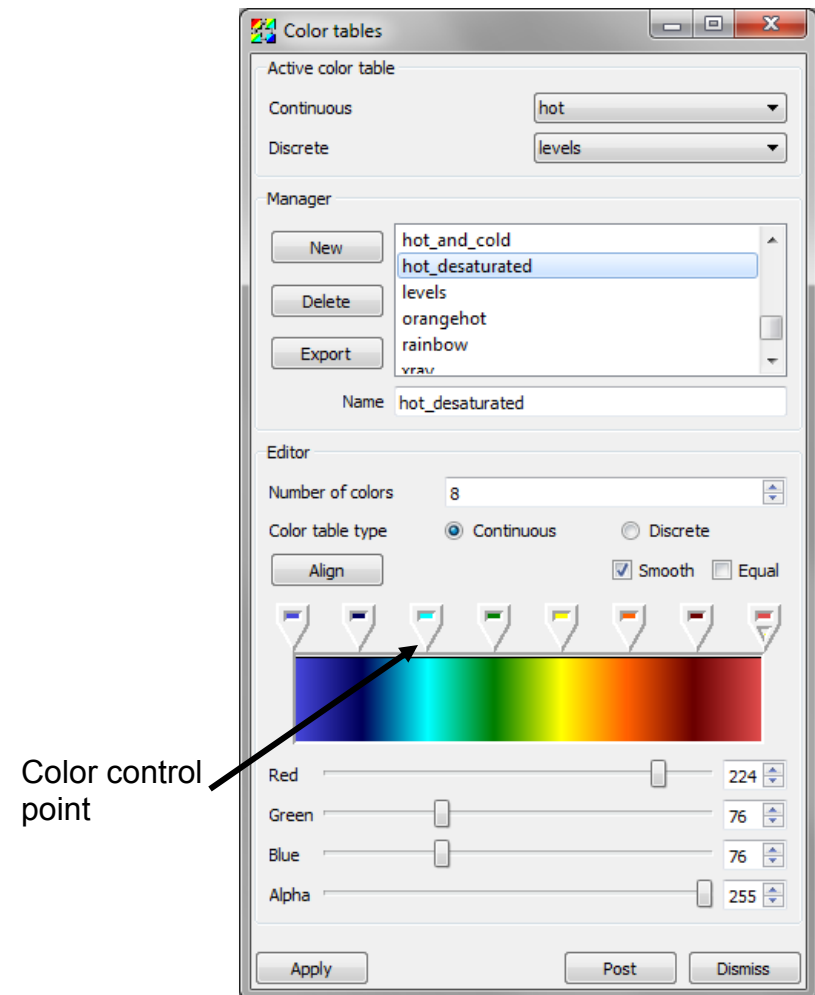 Color tables
Active color table
Continuous hot
Discrete levels
Manager
New
Delete
Export
hot_and_cold
hot_desaturated
levels
orangehot
rainbow
xray
Name hot_desaturated
Editor
Number of colors 8
Color table type Continuous Discrete
Align Smooth Equal
Color control
point
Red 224
Green 76
Blue 76
Alpha 255
Apply Post Dismiss